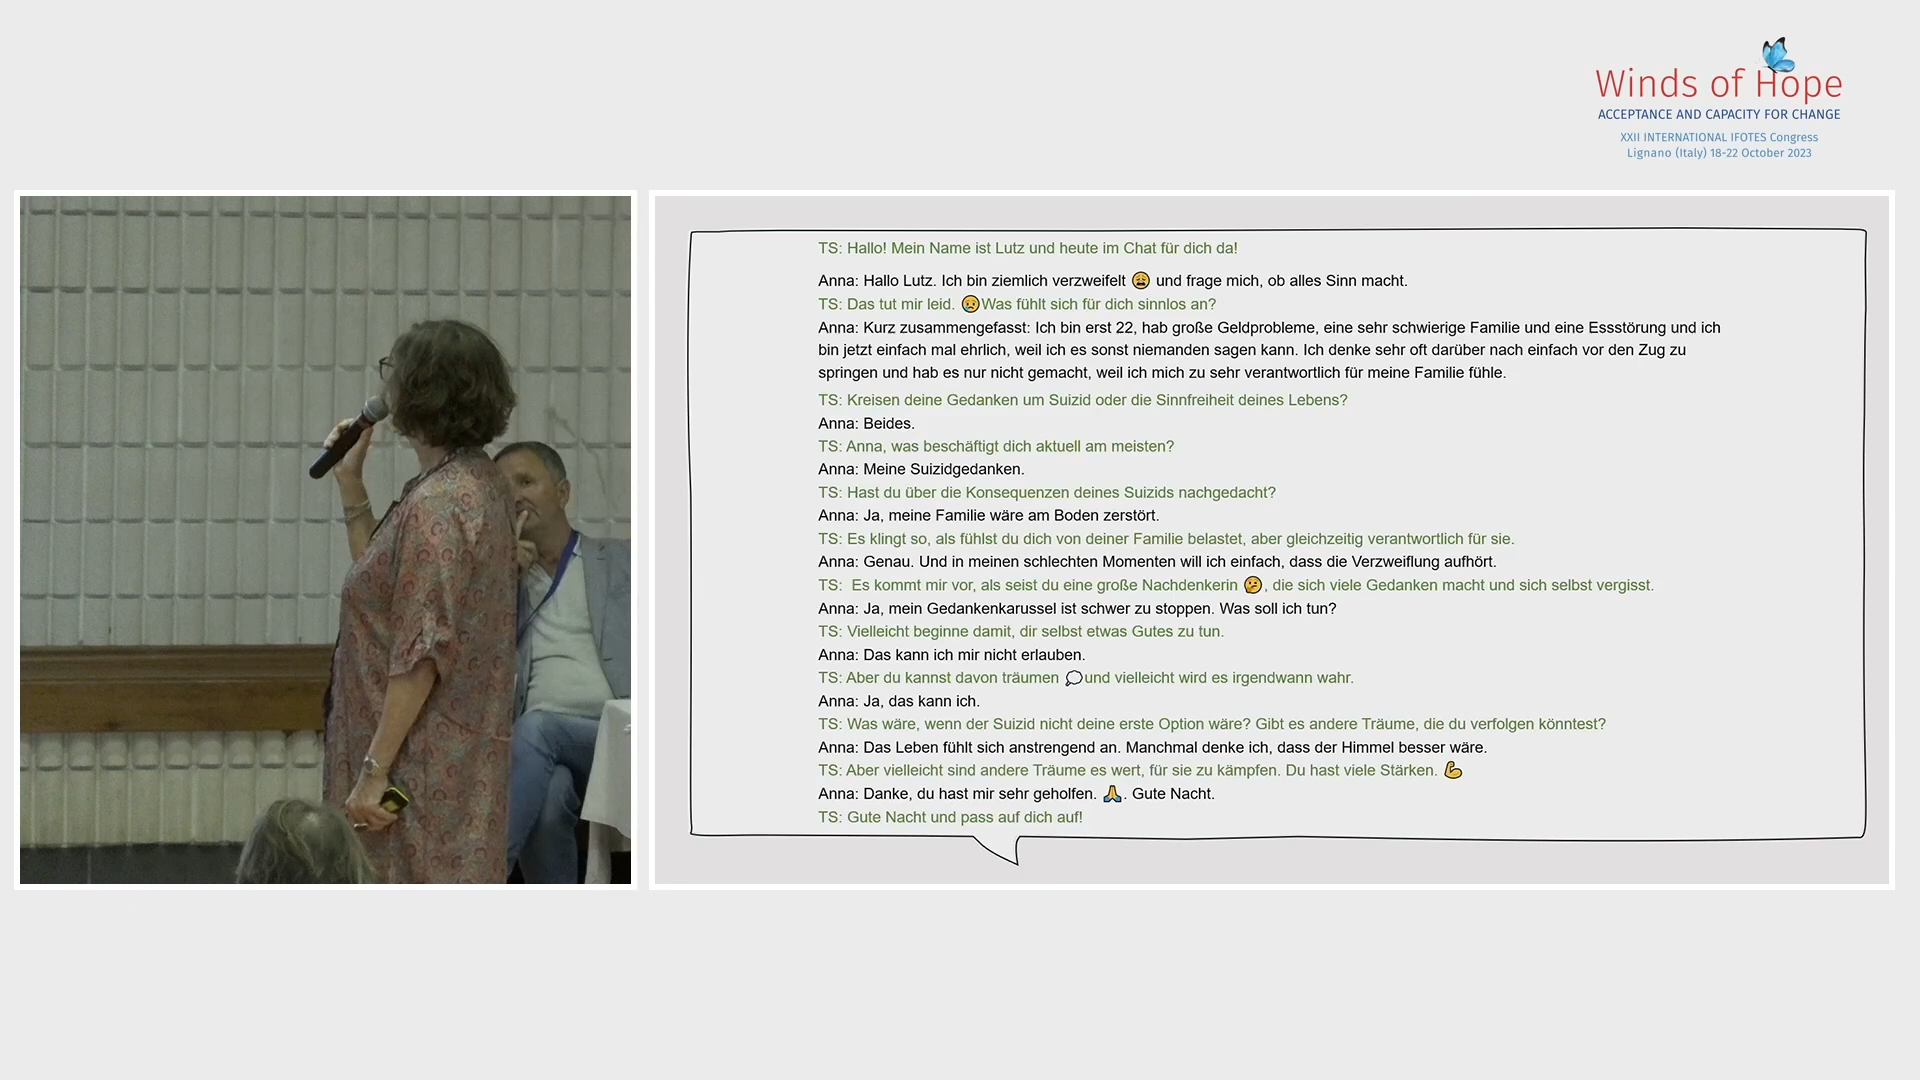 Winds of Hope
ACCEPTANCE AND CAPACITY FOR CHANGE
XXII INTERNATIONAL IFOTES Congress
Lignano (Italy) 18-22 October 2023
TS: Hallo! Mein Name ist Lutz und heute im Chat für dich da!
Anna: Hallo Lutz. Ich bin ziemlich verzweifelt 😩 und frage mich, ob alles Sinn macht.
TS: Das tut mir leid. 😢Was fühlt sich für dich sinnlos an?
Anna: Kurz zusammengefasst: Ich bin erst 22, hab große Geldprobleme, eine sehr schwierige Familie und eine Essstörung und ich
bin jetzt einfach mal ehrlich, weil ich es sonst niemanden sagen kann. Ich denke sehr oft darüber nach einfach vor den Zug zu
springen und hab es nur nicht gemacht, weil ich mich zu sehr verantwortlich für meine Familie fühle.
TS: Kreisen deine Gedanken um Suizid oder die Sinnfreiheit deines Lebens?
Anna: Beides.
TS: Anna, was beschäftigt dich aktuell am meisten?
Anna: Meine Suizidgedanken.
TS: Hast du über die Konsequenzen deines Suizids nachgedacht?
Anna: Ja, meine Familie wäre am Boden zerstört.
TS: Es klingt so, als fühlst du dich von deiner Familie belastet, aber gleichzeitig verantwortlich für sie.
Anna: Genau. Und in meinen schlechten Momenten will ich einfach, dass die Verzweiflung aufhört.
TS: Es kommt mir vor, als seist du eine große Nachdenkerin 🤔, die sich viele Gedanken macht und sich selbst vergisst.
Anna: Ja, mein Gedankenkarussel ist schwer zu stoppen. Was soll ich tun?
TS: Vielleicht beginne damit, dir selbst etwas Gutes zu tun.
Anna: Das kann ich mir nicht erlauben.
TS: Aber du kannst davon träumen 💭und vielleicht wird es irgendwann wahr.
Anna: Ja, das kann ich.
TS: Was wäre, wenn der Suizid nicht deine erste Option wäre? Gibt es andere Träume, die du verfolgen könntest?
Anna: Das Leben fühlt sich anstrengend an. Manchmal denke ich, dass der Himmel besser wäre.
TS: Aber vielleicht sind andere Träume es wert, für sie zu kämpfen. Du hast viele Stärken. 💪
Anna: Danke, du hast mir sehr geholfen. 🙏. Gute Nacht.
TS: Gute Nacht und pass auf dich auf!